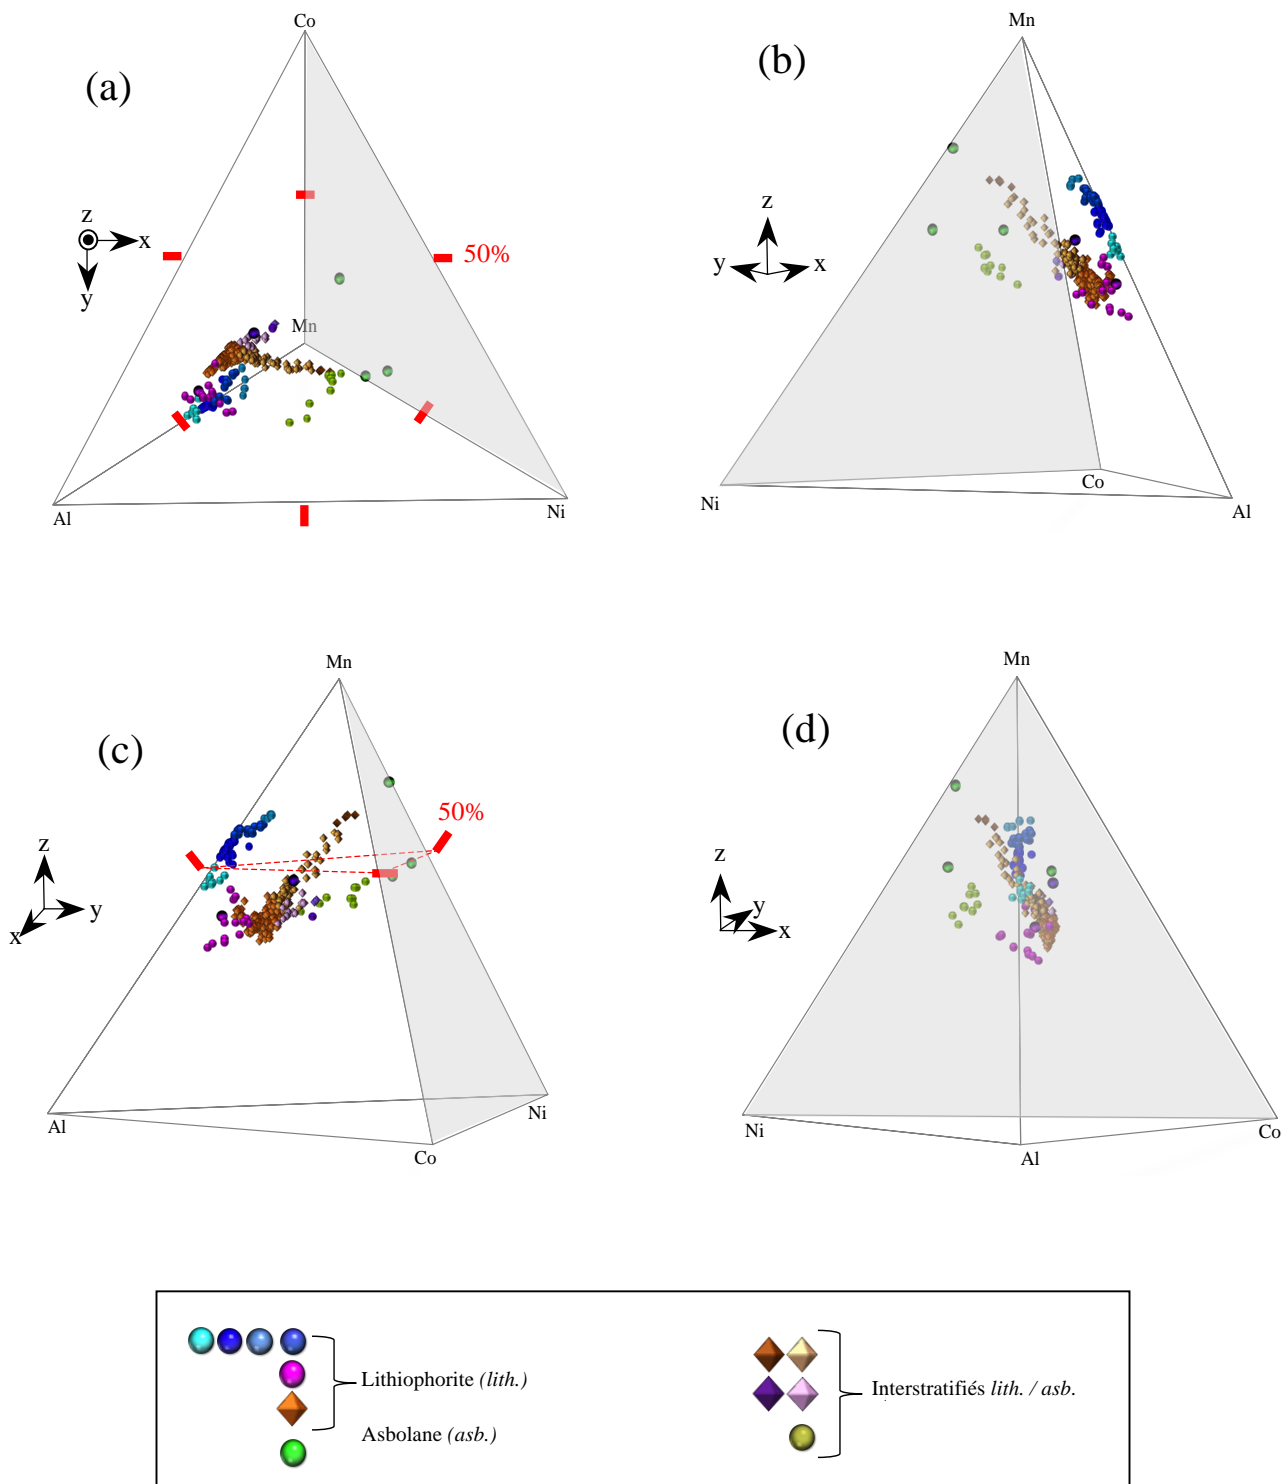 Co
(a)
z
x
y
50%
Mn
Al
Ni
Mn
(b)
z
y
x
Ni
Co
Al
Mn
(c)
50%
z
y
x
Al
Ni
Co
Mn
(d)
z
y
x
Ni
Al
Co
Lithiophorite (lith.)
Asbolane (asb.)
Interstratifiés lith. / asb.